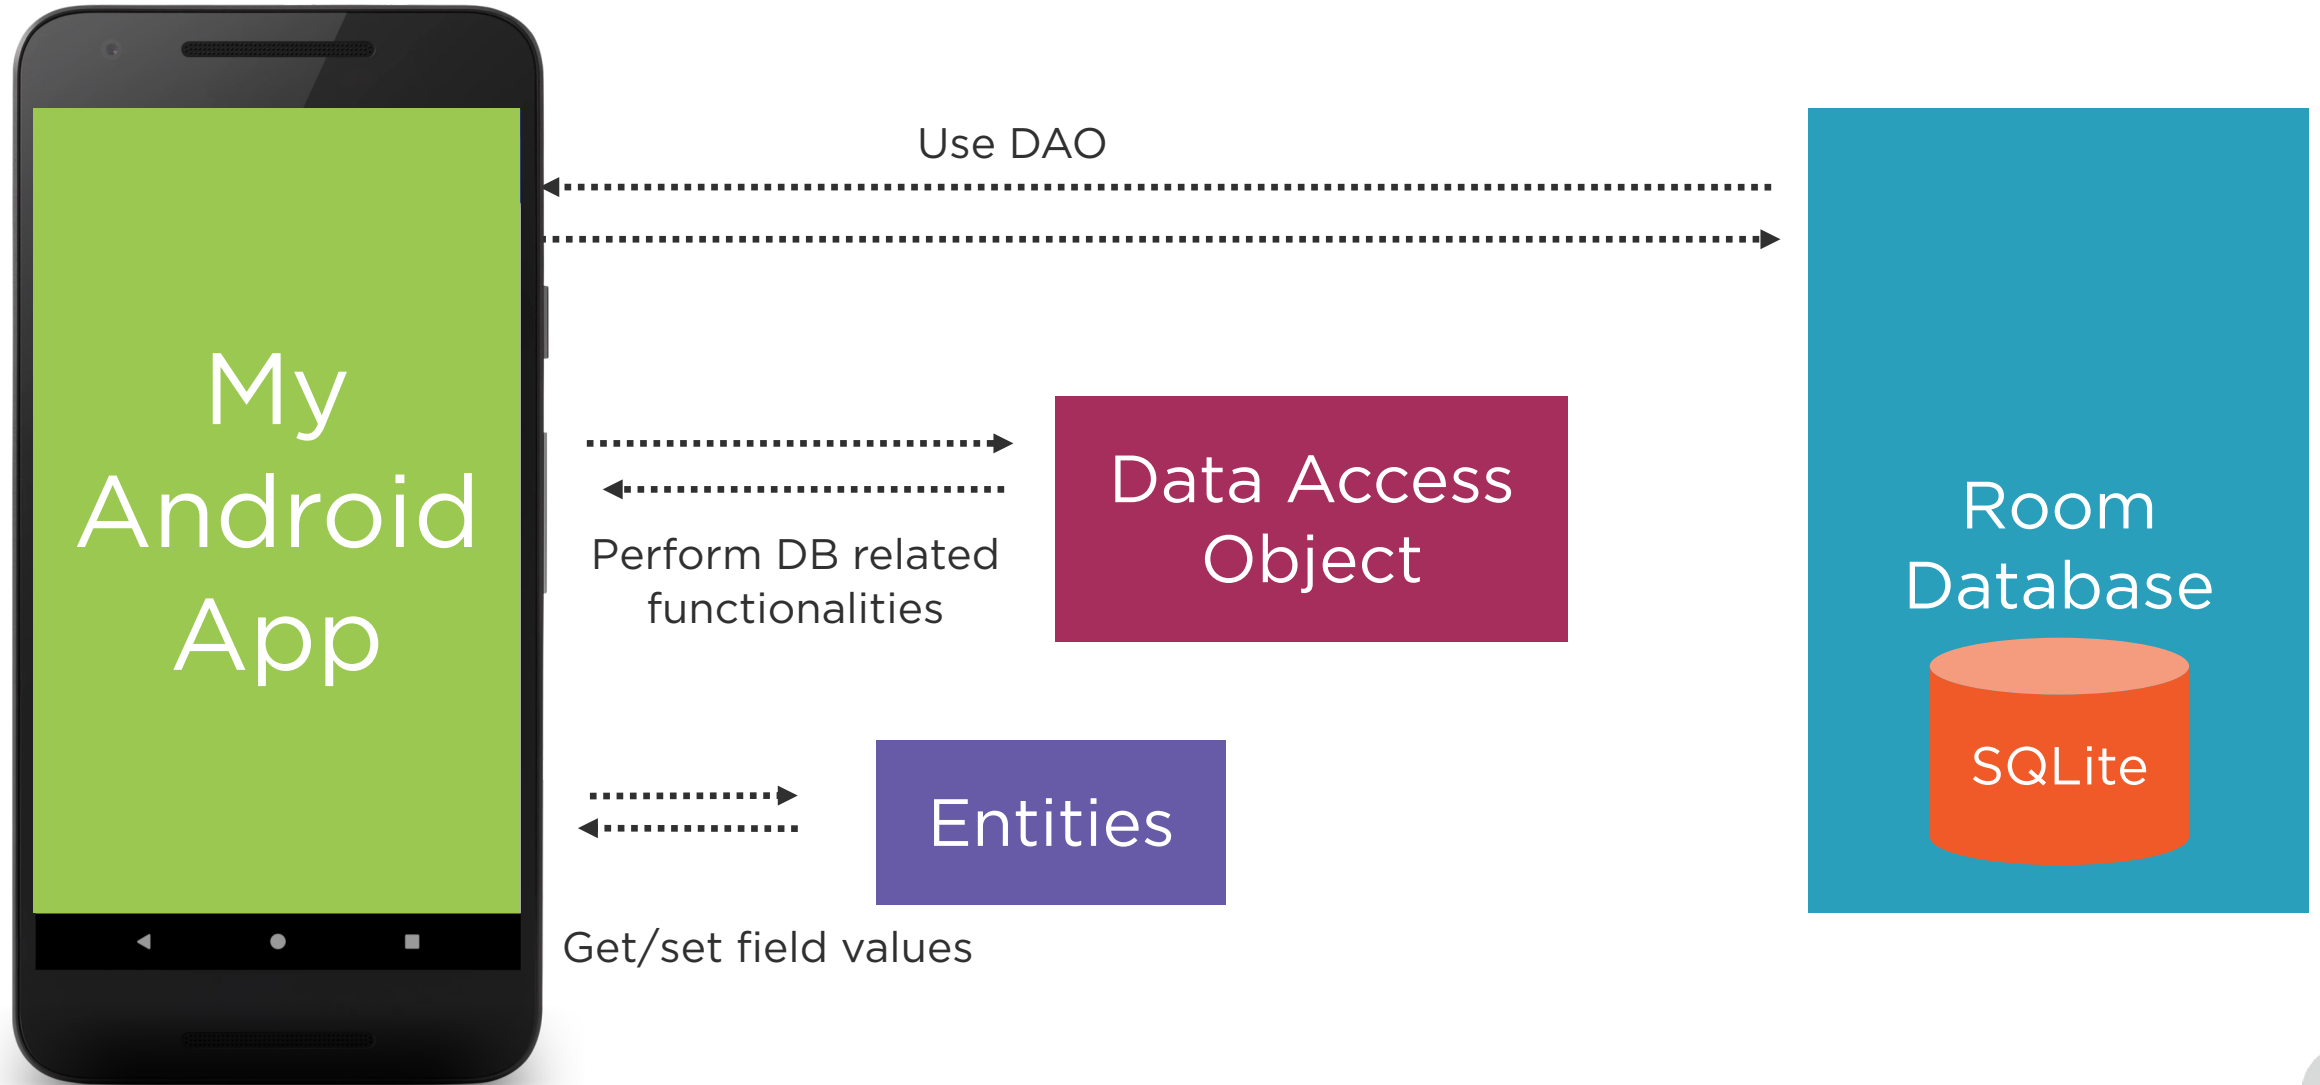 Use DAO
My
Android
App
Data Access
Object
Perform DB related
functionalities
Room
Database
SQLite
Entities
Get/set field values